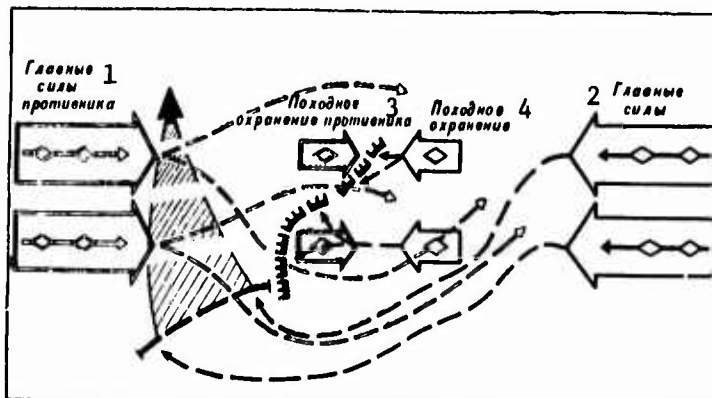 Главные 1
силы
противника
Походное 3
охранение противника
Походное 4
охранение
2 Главные
силы